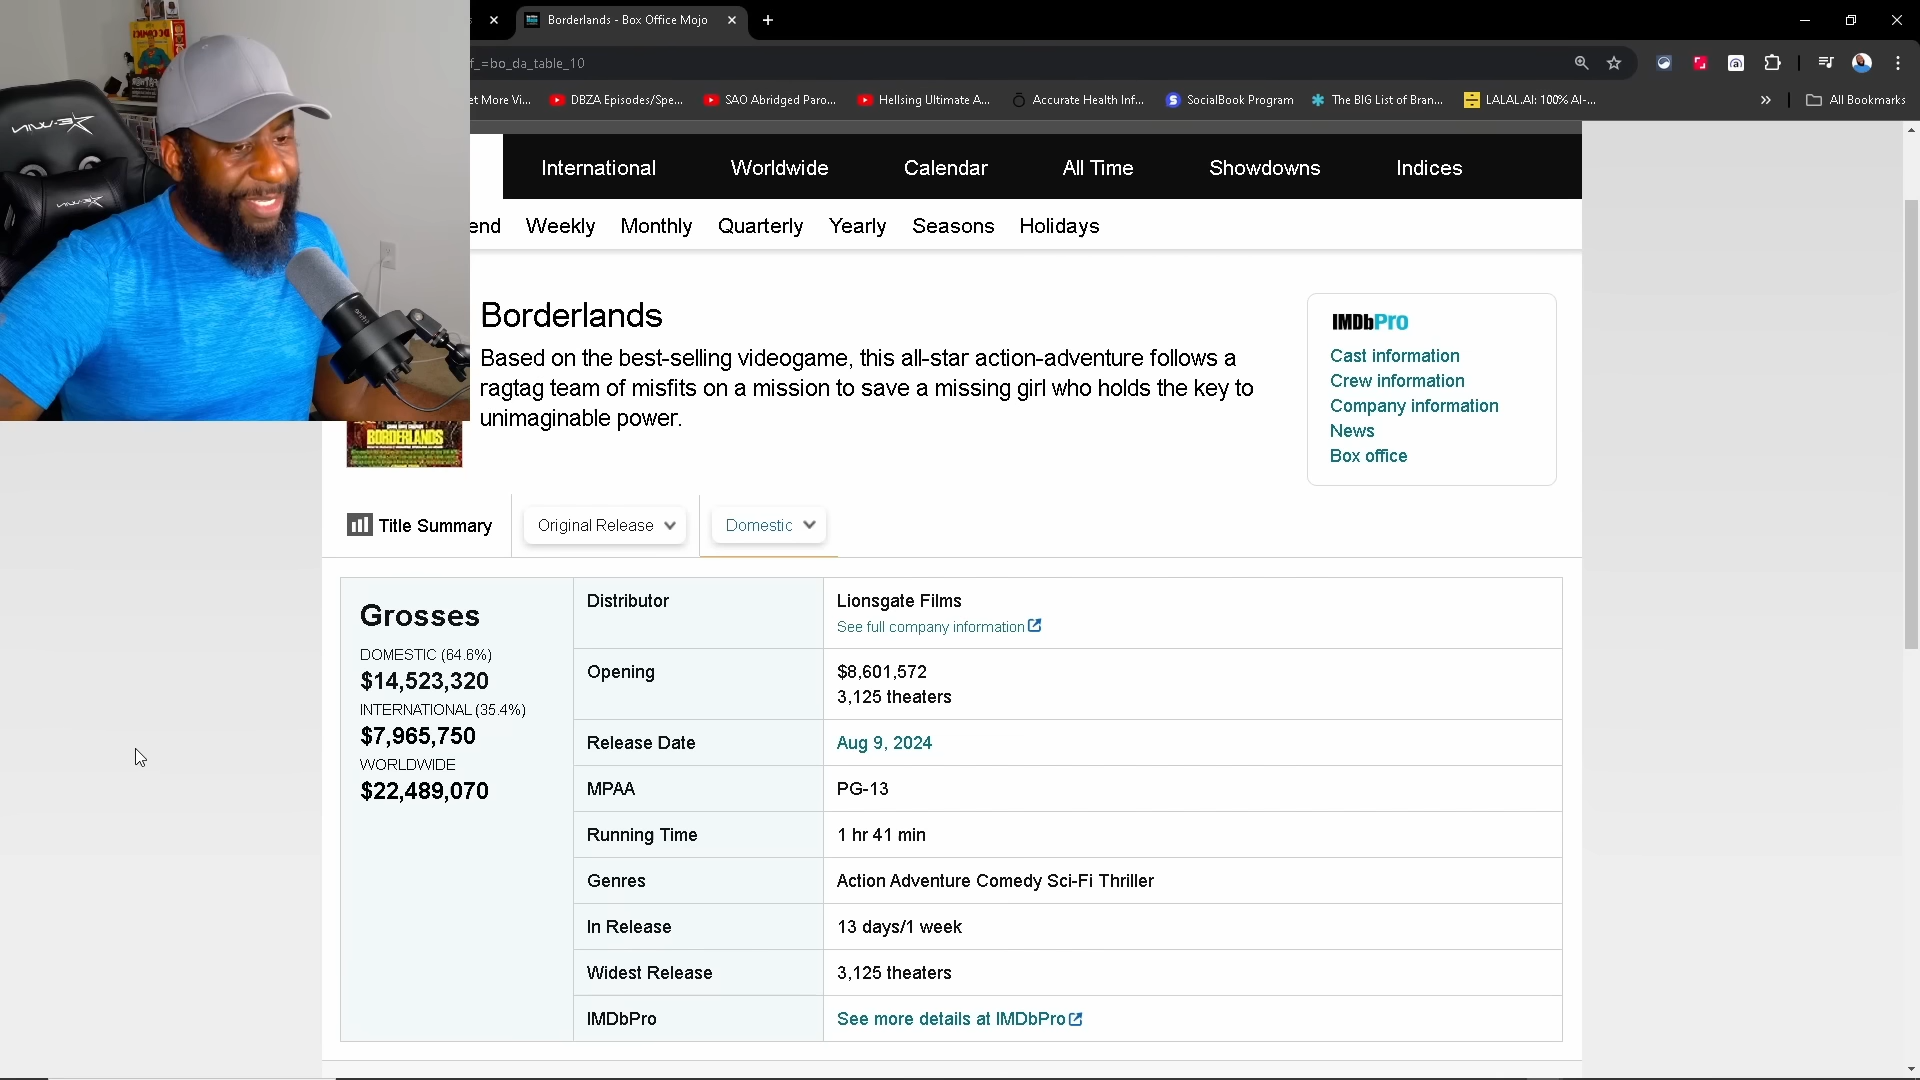 Borderlands - Box Office Mojo
f_=bo_da_table_10
et More Vi...
DBZA Episodes/Spe...
SAO Abridged Paro...
Hellsing Ultimate A...
Accurate Health Inf...
SocialBook Program
The BIG List of Bran...
LALAL.AI: 100% AI-...
All Bookmarks
International
Worldwide
Calendar
All Time
Showdowns
Indices
end
Weekly
Monthly
Quarterly
Yearly
Seasons
Holidays
Borderlands
Based on the best-selling videogame, this all-star action-adventure follows a
ragtag team of misfits on a mission to save a missing girl who holds the key to
unimaginable power.
IMDbPro
Cast information
Crew information
Company information
News
Box office
BORDERLANDS
Title Summary
Original Release
Domestic
Grosses
DOMESTIC (64.6%)
$14,523,320
INTERNATIONAL (35.4%)
$7,965,750
WORLDWIDE
$22,489,070
Distributor
Lionsgate Films
See full company information
Opening
$8,601,572
3,125 theaters
Release Date
Aug 9, 2024
MPAA
PG-13
Running Time
1 hr 41 min
Genres
Action Adventure Comedy Sci-Fi Thriller
In Release
13 days/1 week
Widest Release
3,125 theaters
IMDbPro
See more details at IMDbPro